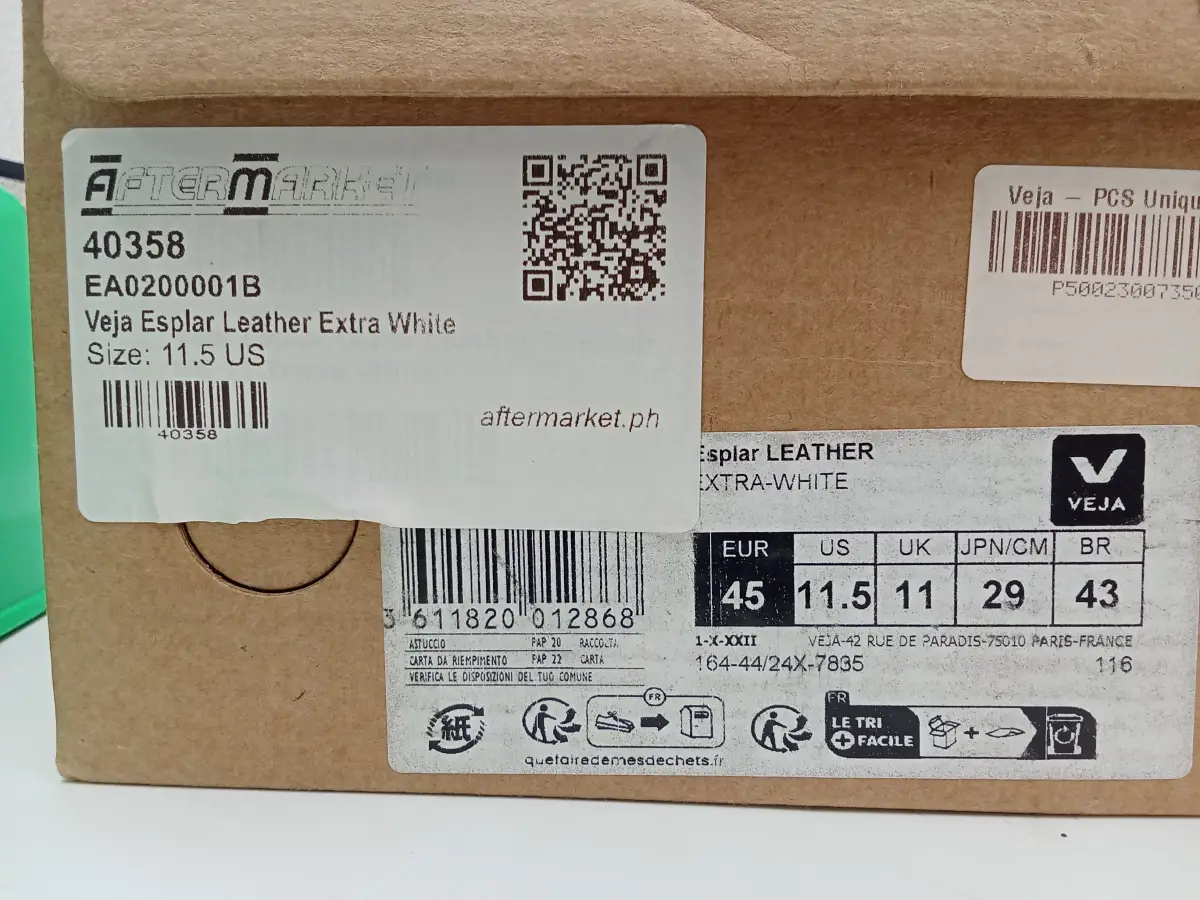 AFTERMARKET
40358
EA0200001B
Veja Esplar Leather Extra White
Size: 11.5 US
40358
aftermarket.ph
Veja – PCS Uniqu
P5002300735
Esplar LEATHER
EXTRA-WHITE
VEJA
EUR US UK JPN/CM BR
45 11.5 11 29 43
3 611820 012868
1-X-XXII VEJA-42 RUE DE PARADIS-75010 PARIS-FRANCE
164-44/24X-7835 116
ASTUCCIO PAP 20 RACCOLTA
CARTA DA RIEMPIMENTO PAP 22 CARTA
VERIFICA LE DISPOSIZIONI DEL TUO COMUNE
紙
FR
quefairedemesdechets.fr
FR
LE TRI
+ FACILE